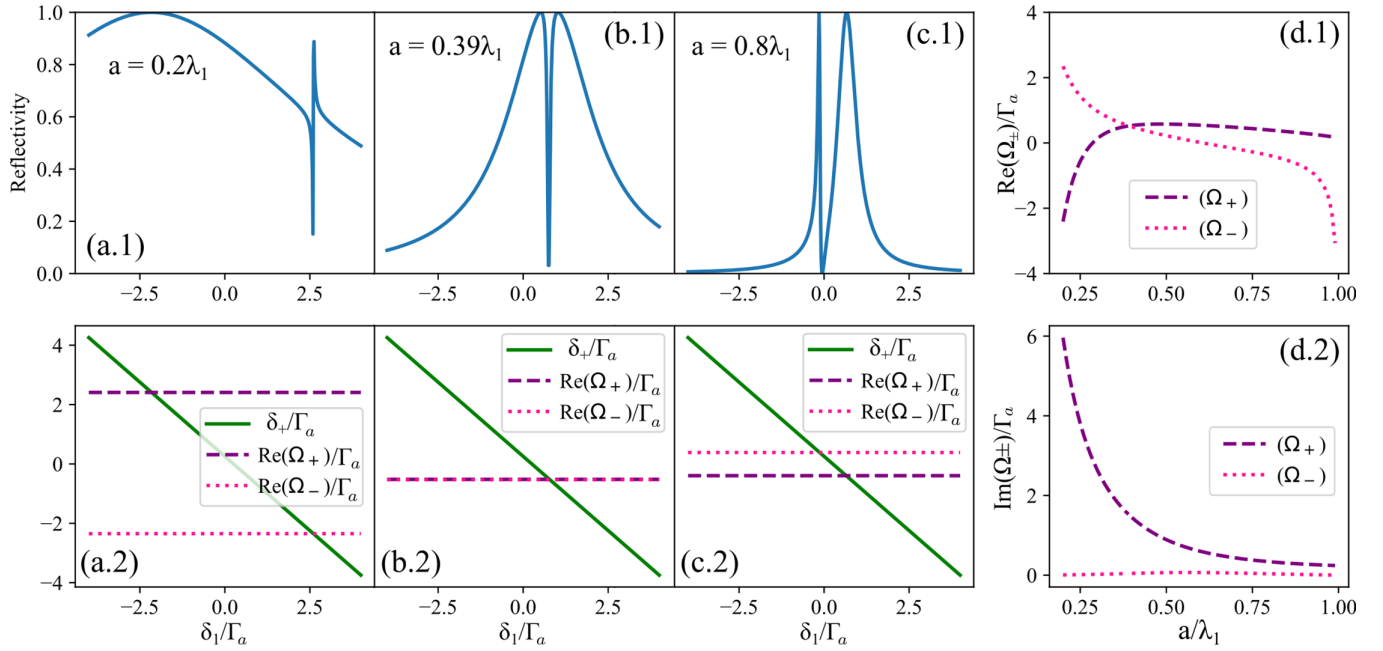 1.0
0.8
0.6
0.4
0.2
0.0
Reflectivity
a = 0.2λ₁
(a.1)
−2.5 0.0 2.5
a = 0.39λ₁
(b.1)
−2.5 0.0 2.5
a = 0.8λ₁
(c.1)
−2.5 0.0 2.5
(d.1)
4
2
0
−2
−4
Re(Ω±)/Γₐ
(Ω₊)
(Ω₋)
0.25 0.50 0.75 1.00
4
2
0
−2
−4
δ₊/Γₐ
Re(Ω₊)/Γₐ
Re(Ω₋)/Γₐ
(a.2)
−2.5 0.0 2.5
δ₁/Γₐ
δ₊/Γₐ
Re(Ω₊)/Γₐ
Re(Ω₋)/Γₐ
(b.2)
−2.5 0.0 2.5
δ₁/Γₐ
δ₊/Γₐ
Re(Ω₊)/Γₐ
Re(Ω₋)/Γₐ
(c.2)
−2.5 0.0 2.5
δ₁/Γₐ
(d.2)
6
4
2
0
Im(Ω±)/Γₐ
(Ω₊)
(Ω₋)
0.25 0.50 0.75 1.00
a/λ₁